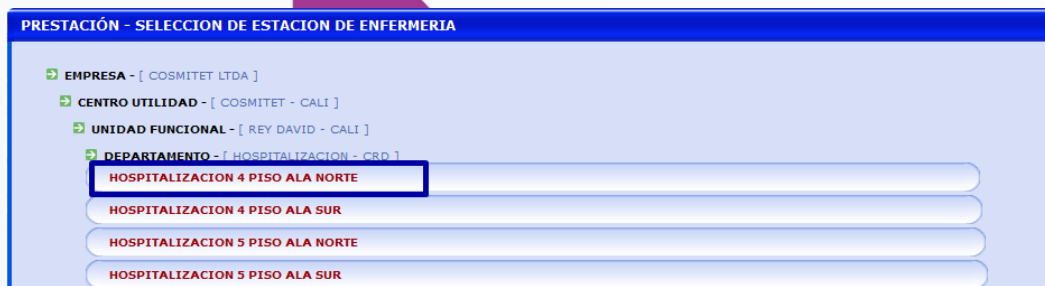 PRESTACIÓN - SELECCION DE ESTACION DE ENFERMERIA
EMPRESA - [ COSMITET LTDA ]
CENTRO UTILIDAD - [ COSMITET - CALI ]
UNIDAD FUNCIONAL - [ REY DAVID - CALI ]
DEPARTAMENTO - [ HOSPITALIZACION - CRD ]
HOSPITALIZACION 4 PISO ALA NORTE
HOSPITALIZACION 4 PISO ALA SUR
HOSPITALIZACION 5 PISO ALA NORTE
HOSPITALIZACION 5 PISO ALA SUR